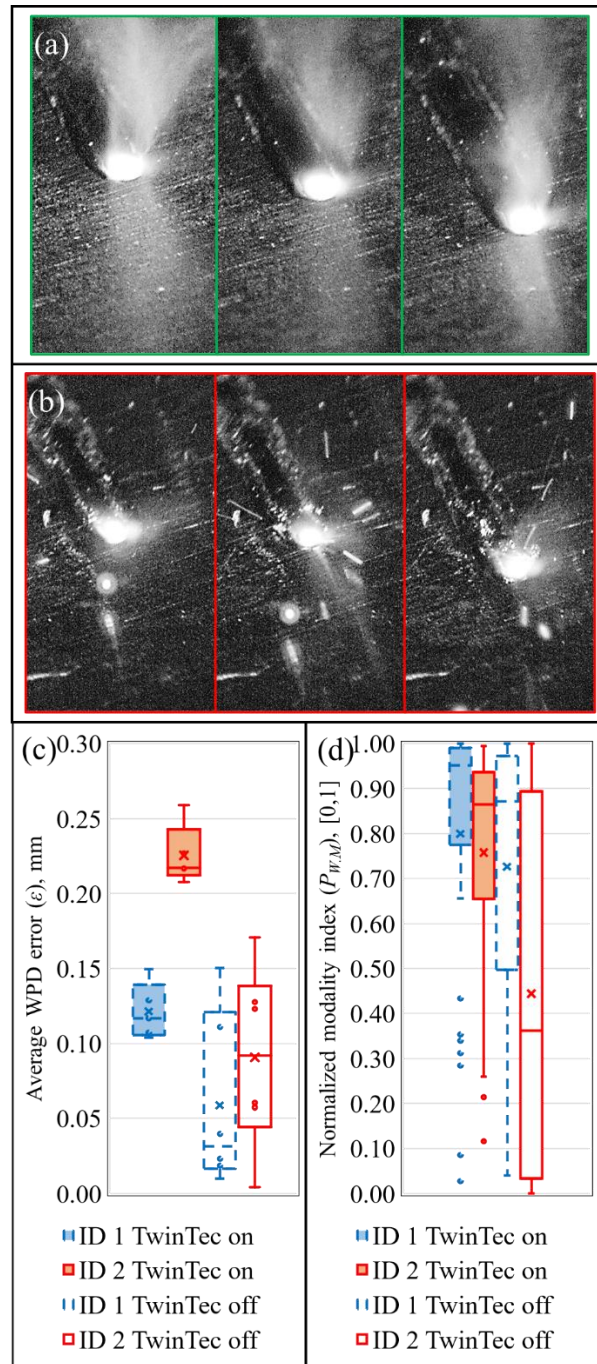 (a)
(b)
(c)
Average WPD error (ε), mm
0.30
0.25
0.20
0.15
0.10
0.05
0.00
ID 1 TwinTec on
ID 2 TwinTec on
ID 1 TwinTec off
ID 2 TwinTec off
(d)
Normalized modality index (P_W.M), [0,1]
1.00
0.90
0.80
0.70
0.60
0.50
0.40
0.30
0.20
0.10
0.00
ID 1 TwinTec on
ID 2 TwinTec on
ID 1 TwinTec off
ID 2 TwinTec off